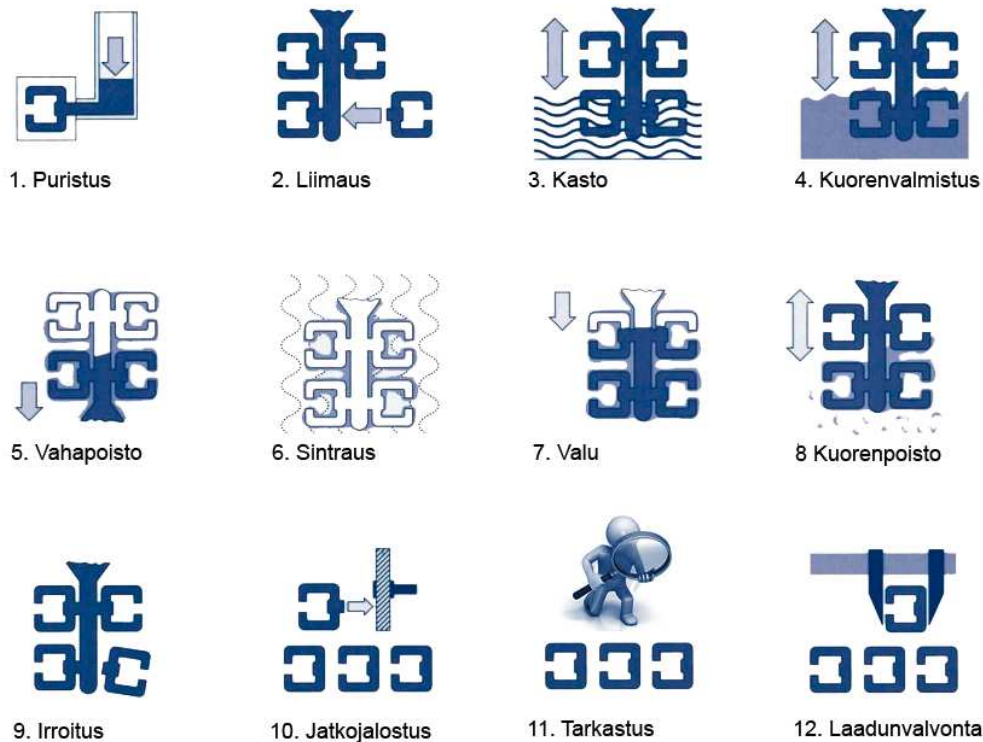 1. Puristus
2. Liimaus
3. Kasto
4. Kuorenvalmistus
5. Vahapoisto
6. Sintraus
7. Valu
8 Kuorenpoisto
9. Irroitus
10. Jatkojalostus
11. Tarkastus
12. Laadunvalvonta